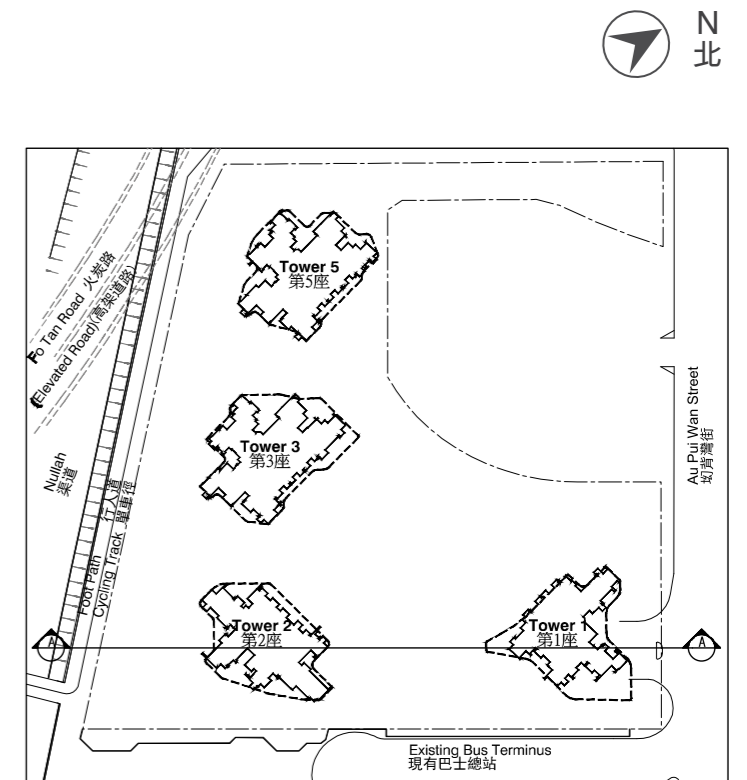 N
北
Tower 5
第5座
Fo Tan Road 火炭路
(Elevated Road)(高架道路)
Tower 3
第3座
Au Pui Wan Street
坳背灣街
Nullah
渠道
Foot Path 行人道
Cycling Track 單車徑
Tower 2
第2座
Tower 1
第1座
A
A
Existing Bus Terminus
現有巴士總站